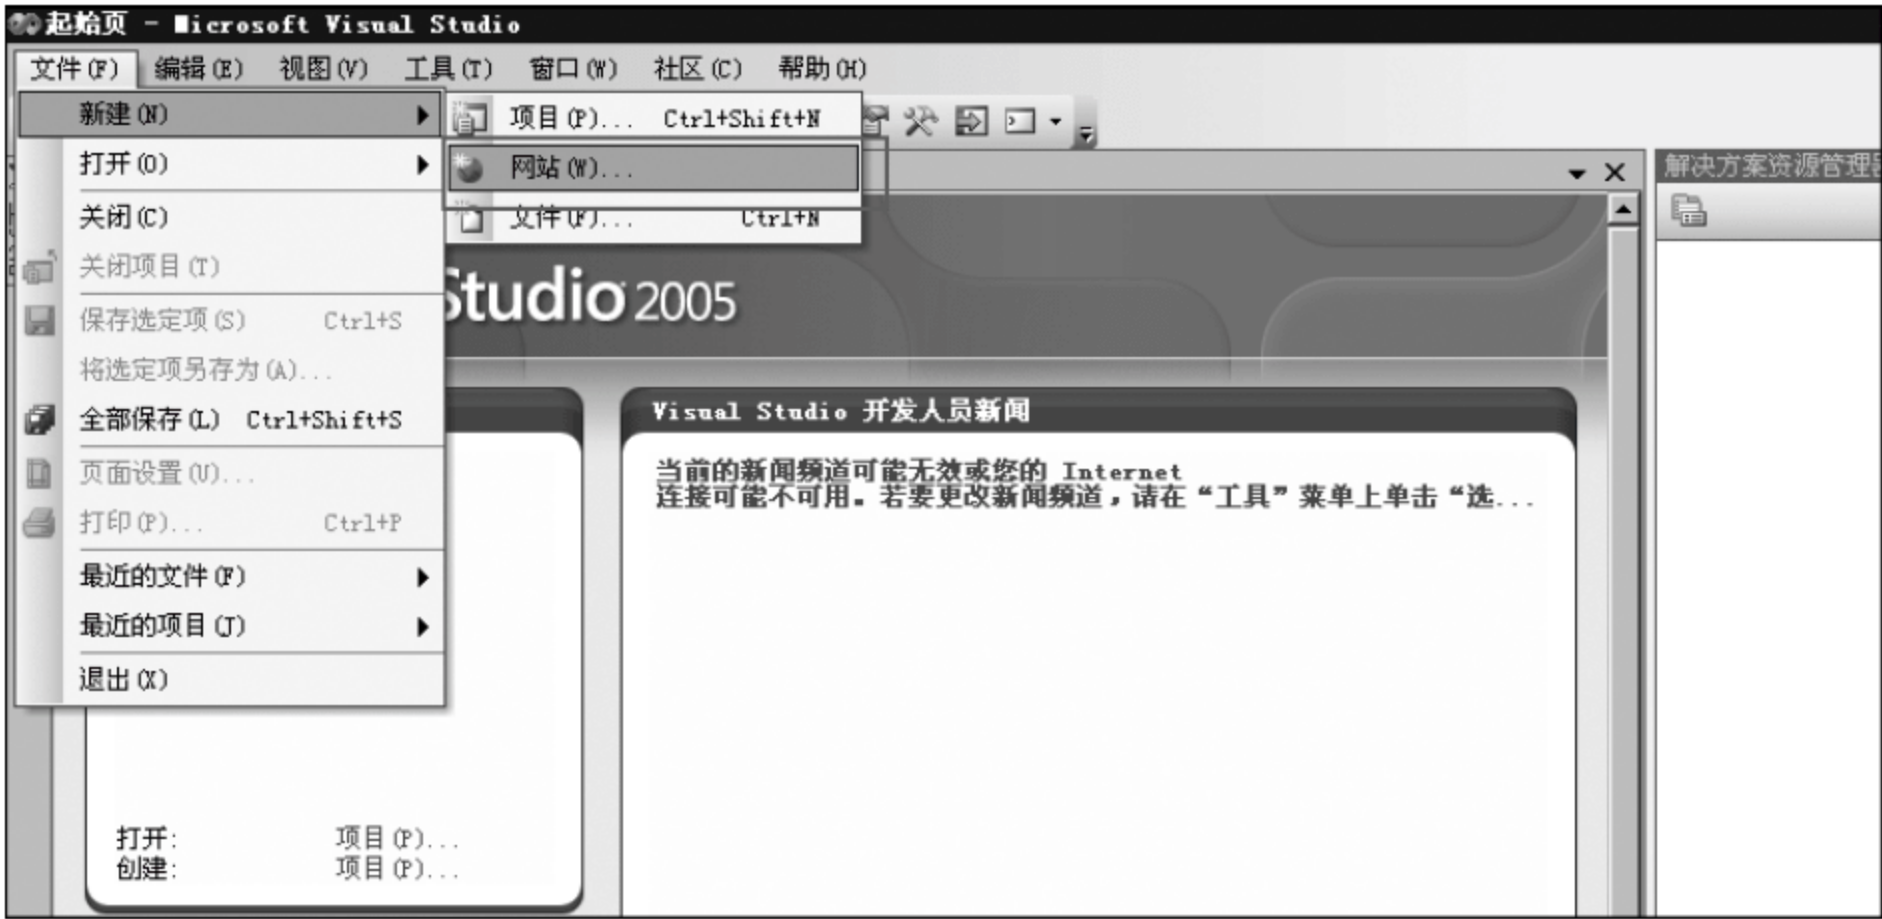 起始页 - Microsoft Visual Studio
文件(F) 编辑(E) 视图(V) 工具(T) 窗口(W) 社区(C) 帮助(H)
新建(N)
项目(P)... Ctrl+Shift+N
打开(O)
网站(W)...
解决方案资源管理器
关闭(C)
文件(F)... Ctrl+N
关闭项目(T)
Studio 2005
保存选定项(S) Ctrl+S
将选定项另存为(A)...
全部保存(L) Ctrl+Shift+S
Visual Studio 开发人员新闻
页面设置(U)...
当前的新闻频道可能无效或您的 Internet
连接可能不可用。若要更改新闻频道，请在“工具”菜单上单击“选...
打印(P)... Ctrl+P
最近的文件(F)
最近的项目(J)
退出(X)
打开: 项目(P)...
创建: 项目(P)...